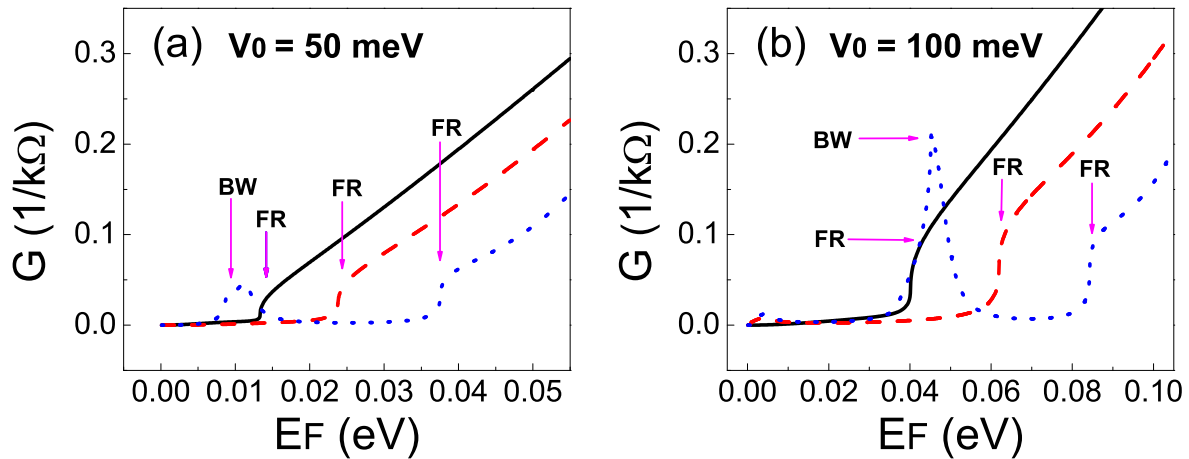 (a) V0 = 50 meV
0.3
0.2
0.1
0.0
G (1/kΩ)
BW
FR
FR
FR
0.00 0.01 0.02 0.03 0.04 0.05
EF (eV)
(b) V0 = 100 meV
0.3
0.2
0.1
0.0
G (1/kΩ)
BW
FR
FR
FR
0.00 0.02 0.04 0.06 0.08 0.10
EF (eV)